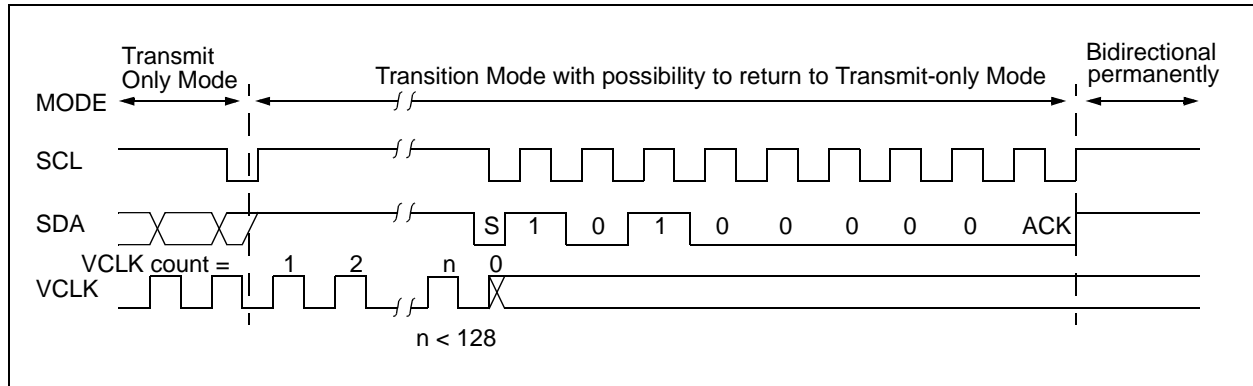 Transmit
Only Mode
Transition Mode with possibility to return to Transmit-only Mode
Bidirectional
permanently
MODE
SCL
SDA S 1 0 1 0 0 0 0 0 ACK
VCLK count = 1 2 n 0
VCLK
n < 128